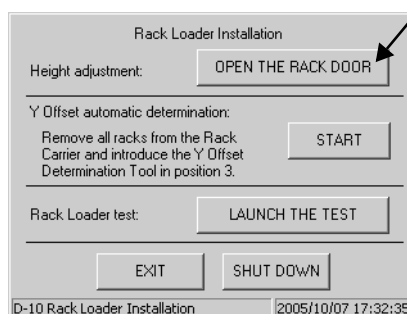 Rack Loader Installation
Height adjustment: OPEN THE RACK DOOR
Y Offset automatic determination:
Remove all racks from the Rack
Carrier and introduce the Y Offset
Determination Tool in position 3.
START
Rack Loader test: LAUNCH THE TEST
EXIT SHUT DOWN
D-10 Rack Loader Installation 2005/10/07 17:32:35